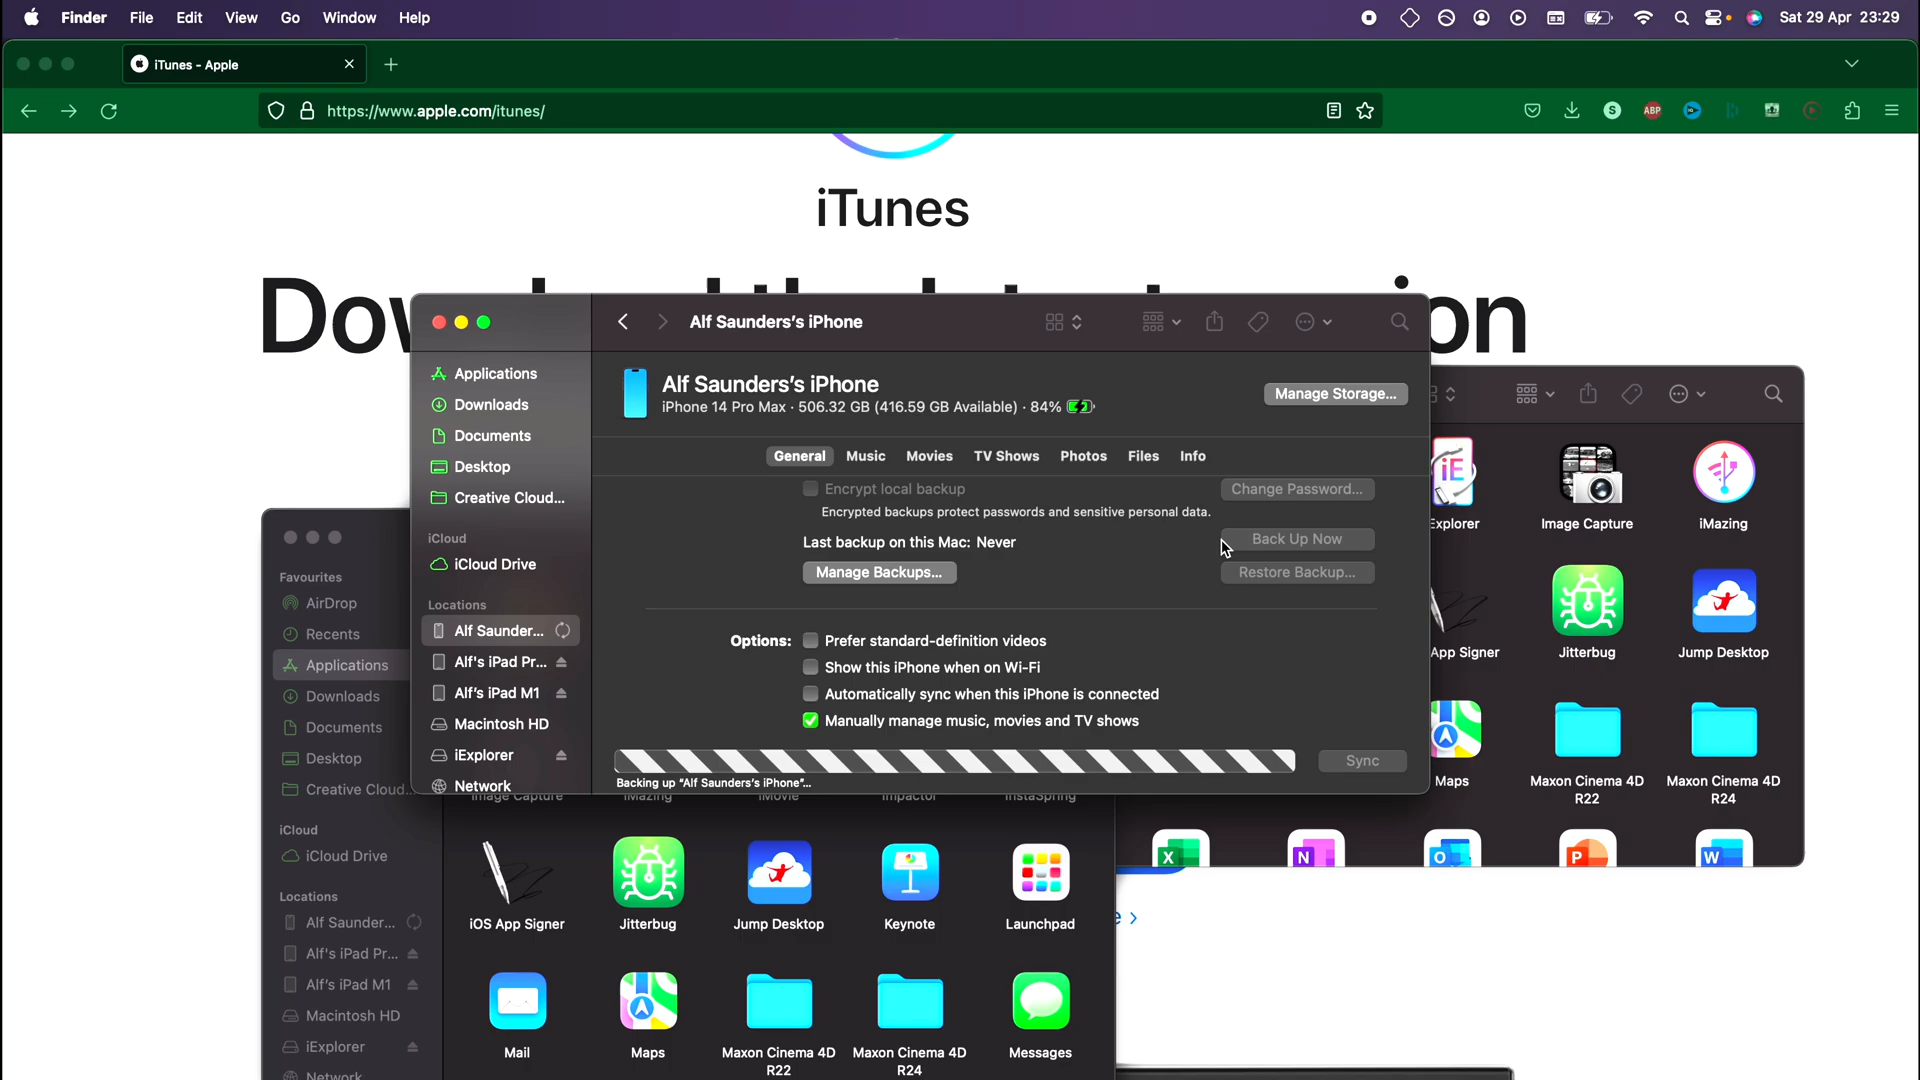 Finder File Edit View Go Window Help
Sat 29 Apr 23:29
iTunes - Apple
https://www.apple.com/itunes/
ABP
iTunes
Alf Saunders's iPhone
Alf Saunders's iPhone
iPhone 14 Pro Max · 506.32 GB (416.59 GB Available) · 84%
Manage Storage...
General Music Movies TV Shows Photos Files Info
Encrypt local backup
Change Password...
Encrypted backups protect passwords and sensitive personal data.
Last backup on this Mac: Never
Back Up Now
Manage Backups...
Restore Backup...
Options:
Prefer standard-definition videos
Show this iPhone when on Wi-Fi
Automatically sync when this iPhone is connected
Manually manage music, movies and TV shows
Sync
Backing up “Alf Saunders’s iPhone”...
Applications
Downloads
Documents
Desktop
Creative Cloud...
iCloud
iCloud Drive
Locations
Alf Saunder...
Alf's iPad Pr...
Alf's iPad M1
Macintosh HD
iExplorer
Network
Favourites
AirDrop
Recents
Applications
Downloads
Documents
Desktop
Creative Cloud...
iCloud
iCloud Drive
Locations
Alf Saunder...
Alf's iPad Pr...
Alf's iPad M1
Macintosh HD
iExplorer
Network
Image Capture
iMazing
iMovie
Impactor
InstaSpring
iOS App Signer
Jitterbug
Jump Desktop
Keynote
Launchpad
Mail
Maps
Maxon Cinema 4D
R22
Maxon Cinema 4D
R24
Messages
iE
Explorer
Image Capture
iMazing
App Signer
Jitterbug
Jump Desktop
Maps
Maxon Cinema 4D
R22
Maxon Cinema 4D
R24
X
N
O
P
W